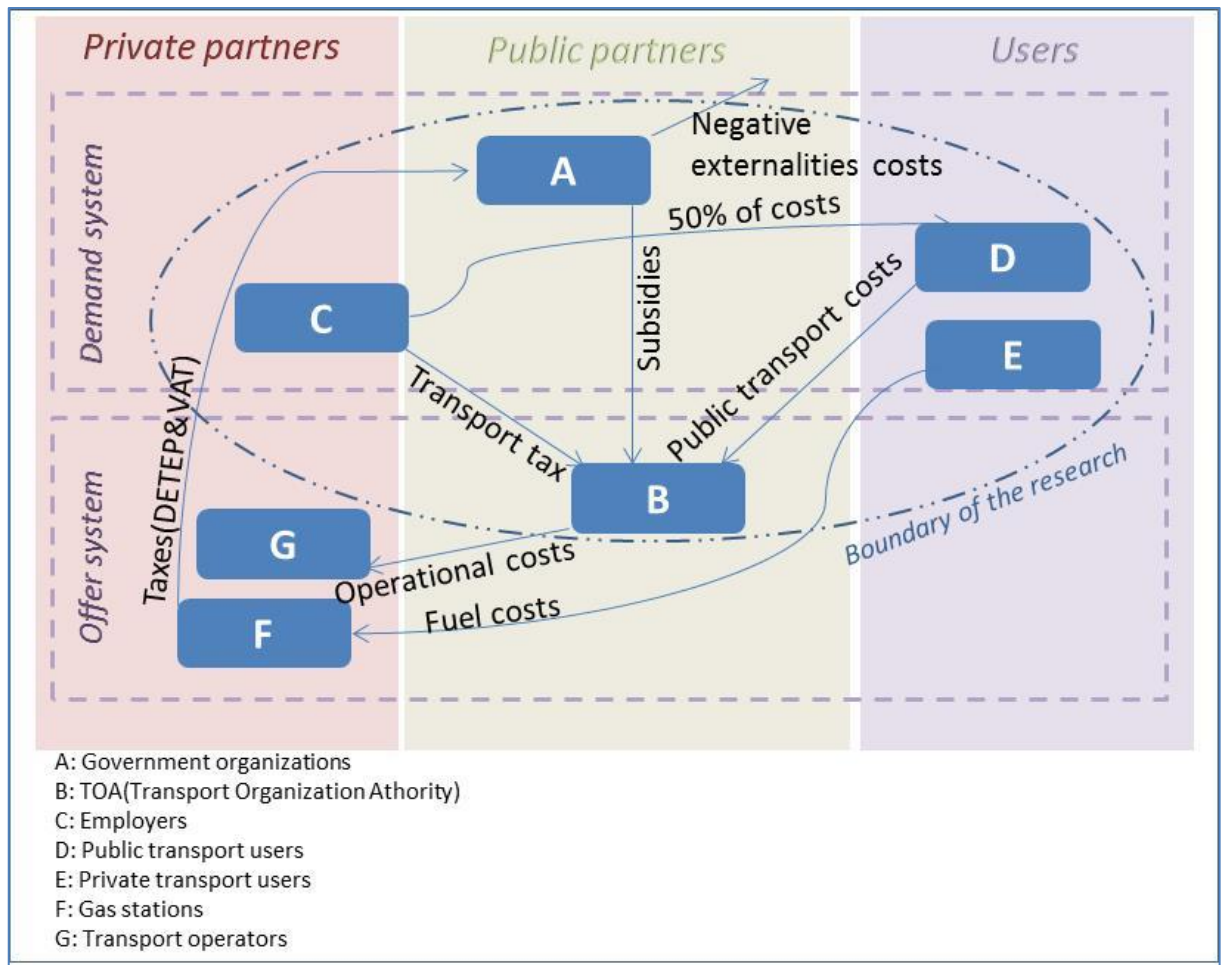 Private partners
Public partners
Users
Demand system
Offer system
A
Negative
externalities costs
50% of costs
D
C
Subsidies
Public transport costs
E
Transport tax
Taxes(DETEP&VAT)
B
Boundary of the research
G
Operational costs
F
Fuel costs
A: Government organizations
B: TOA(Transport Organization Athority)
C: Employers
D: Public transport users
E: Private transport users
F: Gas stations
G: Transport operators